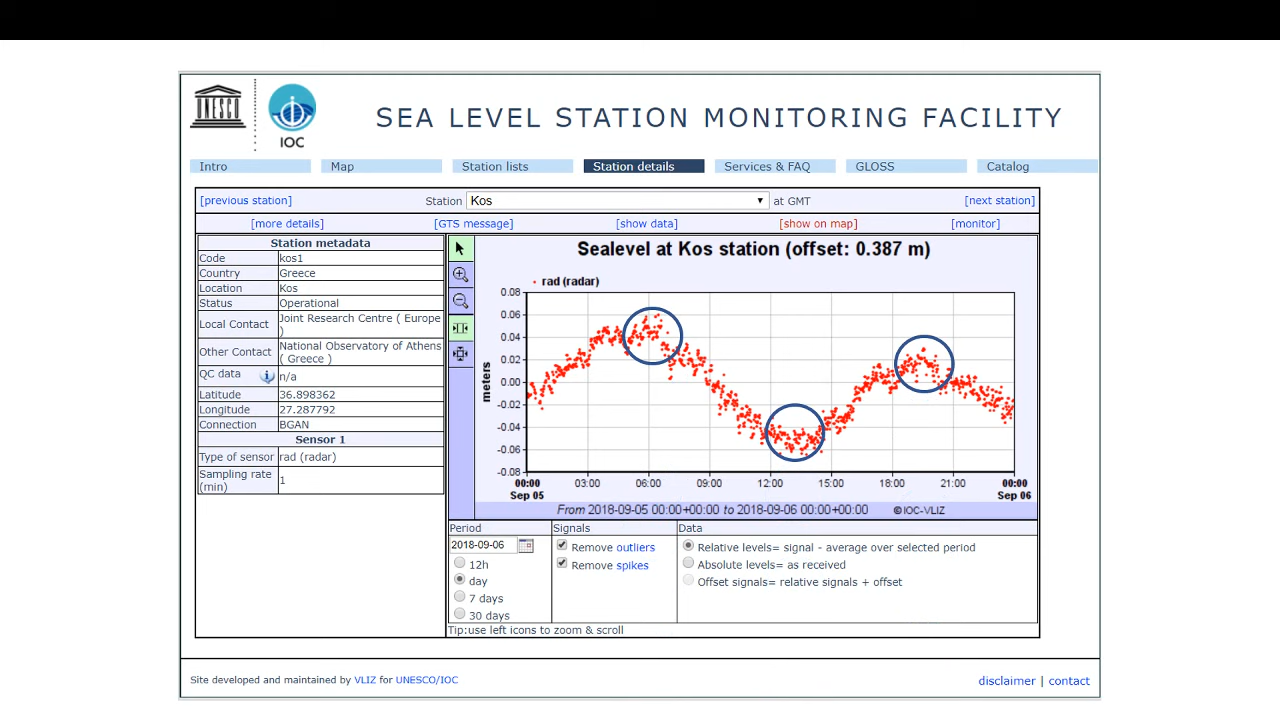 UNESCO
IOC
SEA LEVEL STATION MONITORING FACILITY
Intro Map Station lists Station details Services & FAQ GLOSS Catalog
[previous station] Station Kos at GMT [next station]
[more details] [GTS message] [show data] [show on map] [monitor]
Station metadata
Code kos1
Country Greece
Location Kos
Status Operational
Local Contact Joint Research Centre ( Europe
)
Other Contact National Observatory of Athens
( Greece )
QC data n/a
Latitude 36.898362
Longitude 27.287792
Connection BGAN
Sensor 1
Type of sensor rad (radar)
Sampling rate
(min) 1
Sealevel at Kos station (offset: 0.387 m)
rad (radar)
0.08
0.06
0.04
0.02
0.00
-0.02
-0.04
-0.06
-0.08
meters
00:00 03:00 06:00 09:00 12:00 15:00 18:00 21:00 00:00
Sep 05 Sep 06
From 2018-09-05 00:00+00:00 to 2018-09-06 00:00+00:00 ©IOC-VLIZ
Period
2018-09-06
12h
day
7 days
30 days
Signals
Remove outliers
Remove spikes
Data
Relative levels= signal - average over selected period
Absolute levels= as received
Offset signals= relative signals + offset
Tip:use left icons to zoom & scroll
Site developed and maintained by VLIZ for UNESCO/IOC
disclaimer | contact